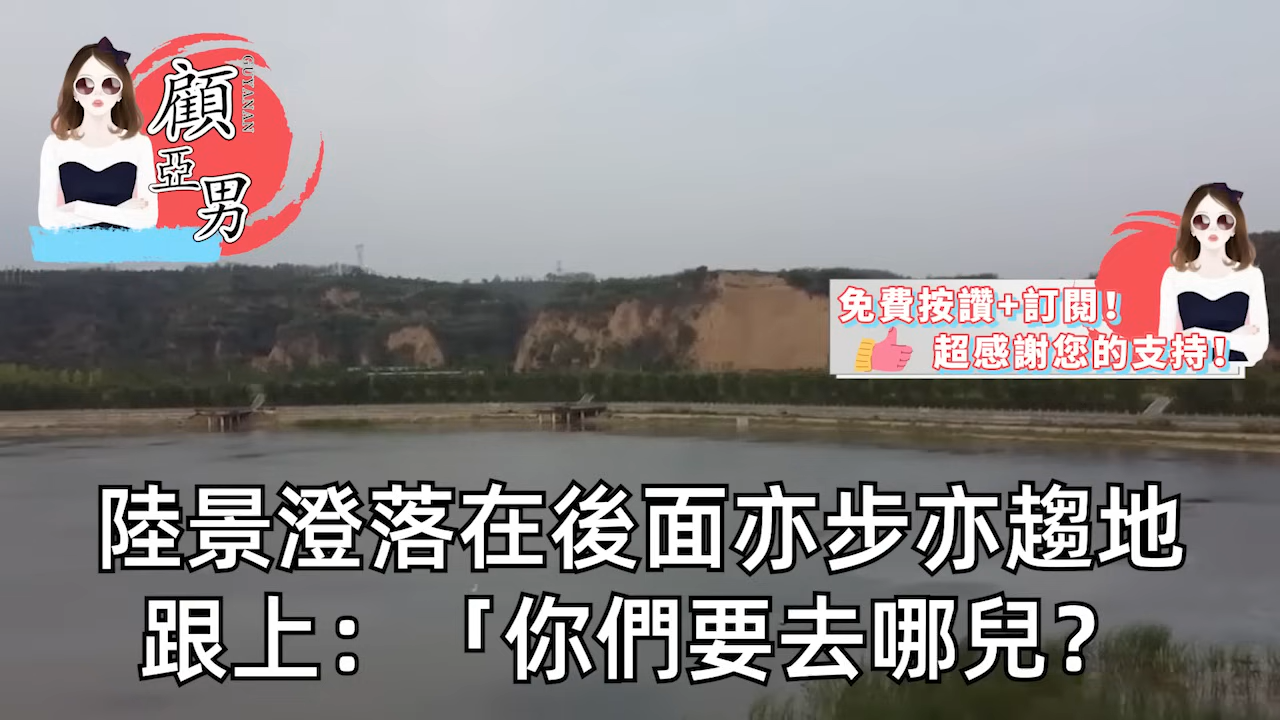 顧亞男
GUYANAN
免費按讚+訂閱！
超感謝您的支持！
陸景澄落在後面亦步亦趨地
跟上：「你們要去哪兒？